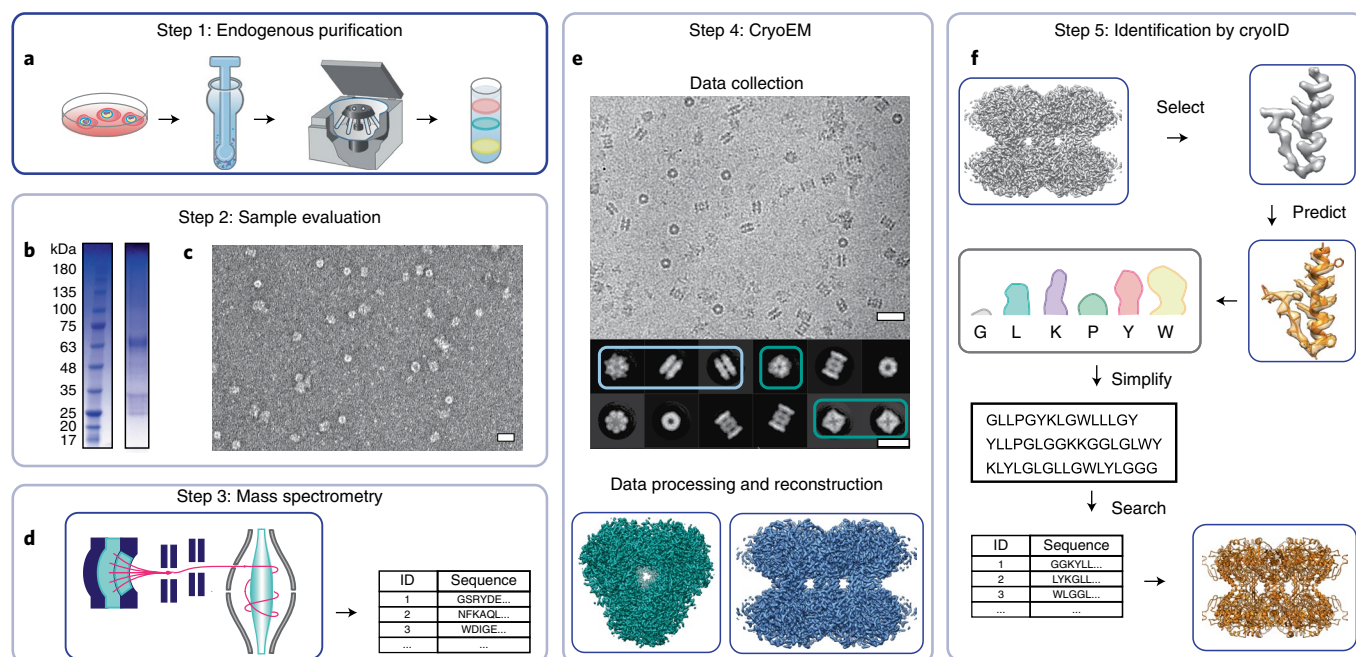 Step 1: Endogenous purification
a
Step 2: Sample evaluation
b
kDa
180
135
100
75
63
48
35
25
20
17
c
Step 3: Mass spectrometry
d
ID Sequence
1 GSRYDE...
2 NFKAQL...
3 WDIGE...
... ...
Step 4: CryoEM
e
Data collection
Data processing and reconstruction
Step 5: Identification by cryoID
f
Select
Predict
G L K P Y W
Simplify
GLLPGYKLGWLLLGY
YLLPGLGGKKGGLGLWY
KLYLGLGLLGWLYLGGG
Search
ID Sequence
1 GGKYLL...
2 LYKGLL...
3 WLGGL...
... ...